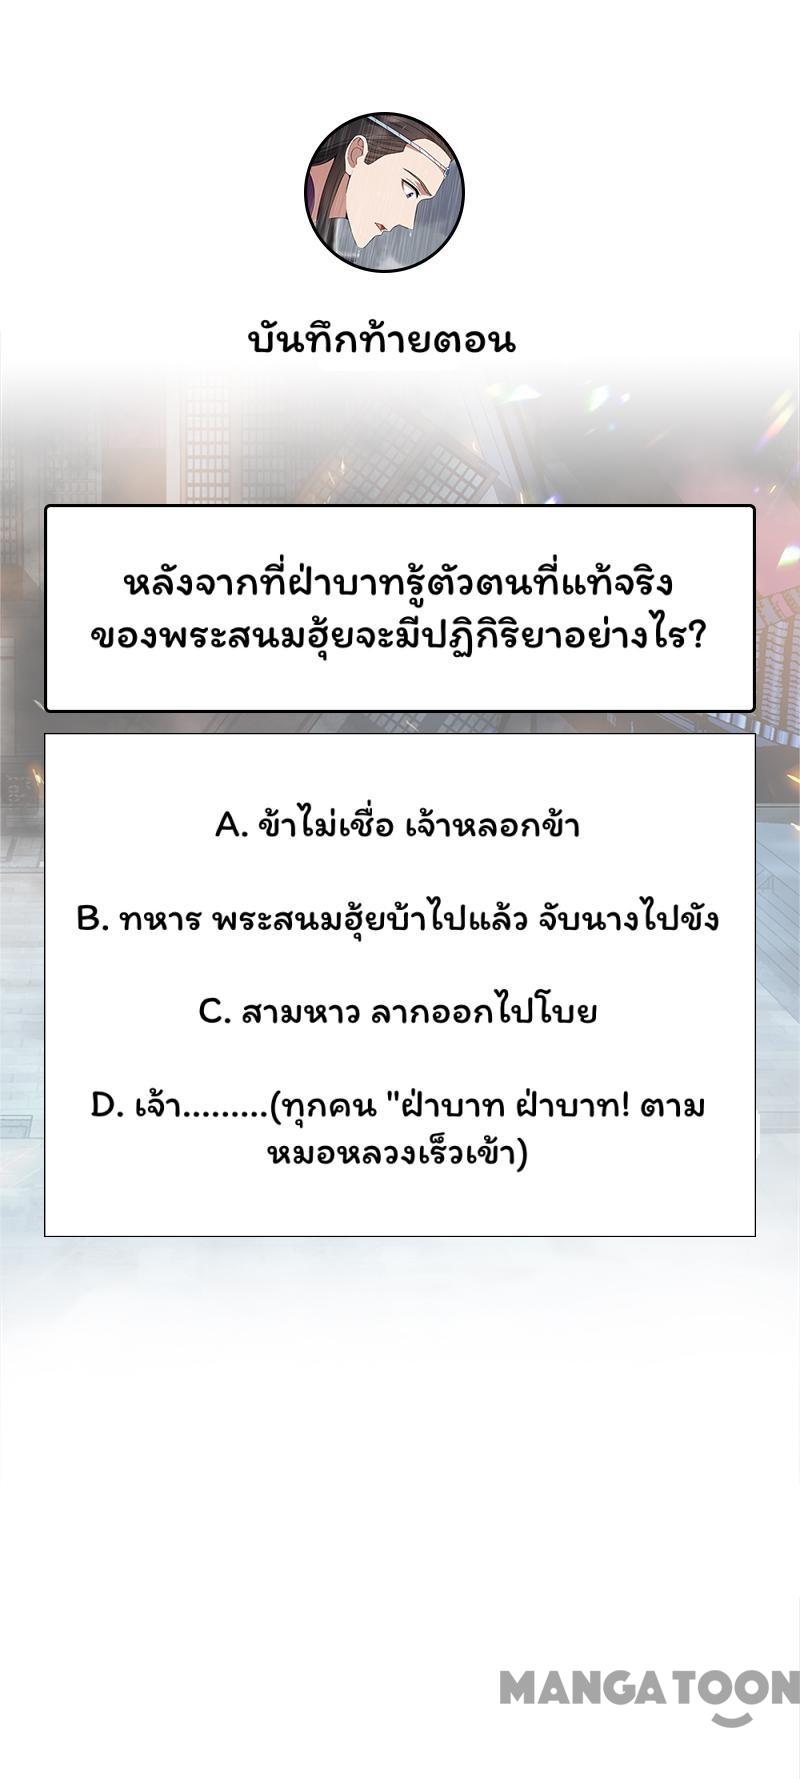 บันทึกท้ายตอน
หลังจากที่ฝ่าบาทรู้ตัวตนที่แท้จริง
ของพระสนมฮุ้ยจะมีปฏิกิริยาอย่างไร?
A. ข้าไม่เชื่อ เจ้าหลอกข้า
B. ทหาร พระสนมฮุ้ยบ้าไปแล้ว จับนางไปขัง
C. สามหาว ลากออกไปโบย
D. เจ้า.........(ทุกคน "ฝ่าบาท ฝ่าบาท! ตาม
หมอหลวงเร็วเข้า)
MANGATOON